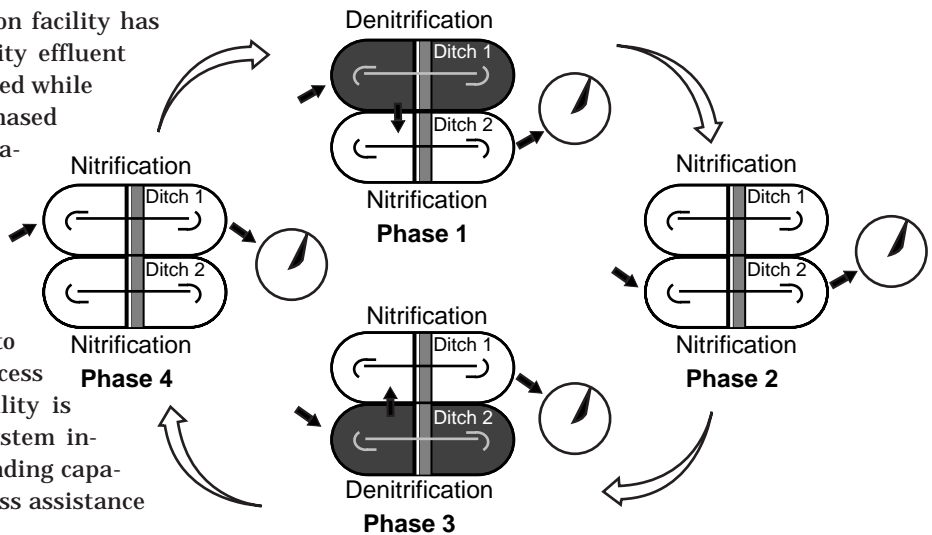 on facility has
ity effluent
ed while
hased
a-
to
cess
ility is
stem in-
ding capa-
ss assistance
Denitrification
Ditch 1
Ditch 2
Nitrification
Phase 1
Nitrification
Ditch 1
Ditch 2
Nitrification
Phase 2
Nitrification
Ditch 1
Ditch 2
Denitrification
Phase 3
Nitrification
Ditch 1
Ditch 2
Nitrification
Phase 4